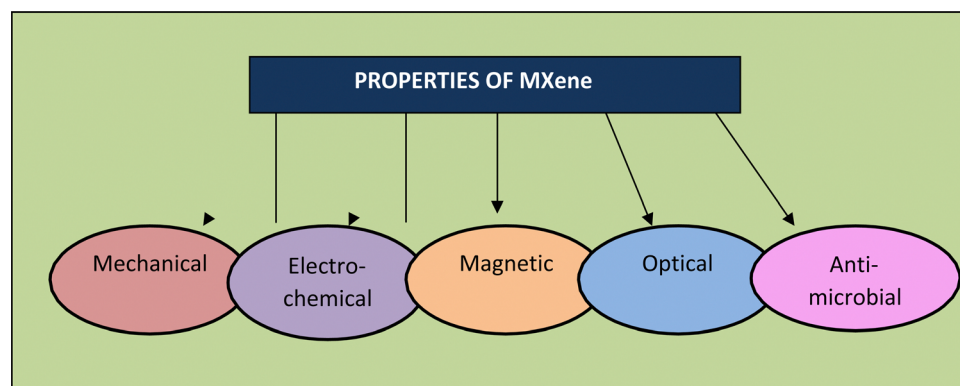 PROPERTIES OF MXene
Mechanical
Electro-
chemical
Magnetic
Optical
Anti-
microbial